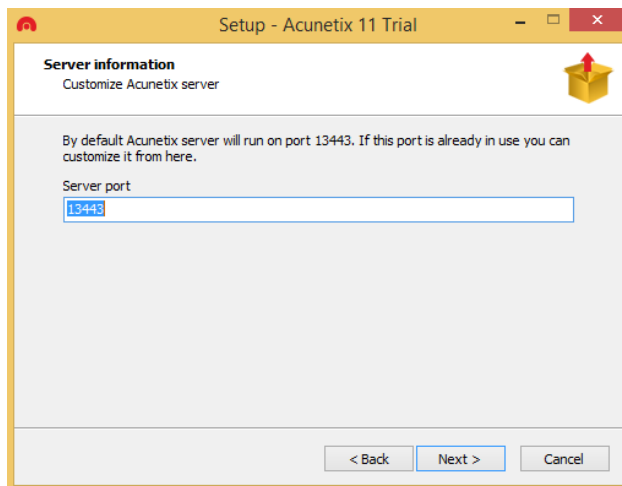 Setup - Acunetix 11 Trial
Server information
Customize Acunetix server
By default Acunetix server will run on port 13443. If this port is already in use you can
customize it from here.
Server port
13443
< Back
Next >
Cancel